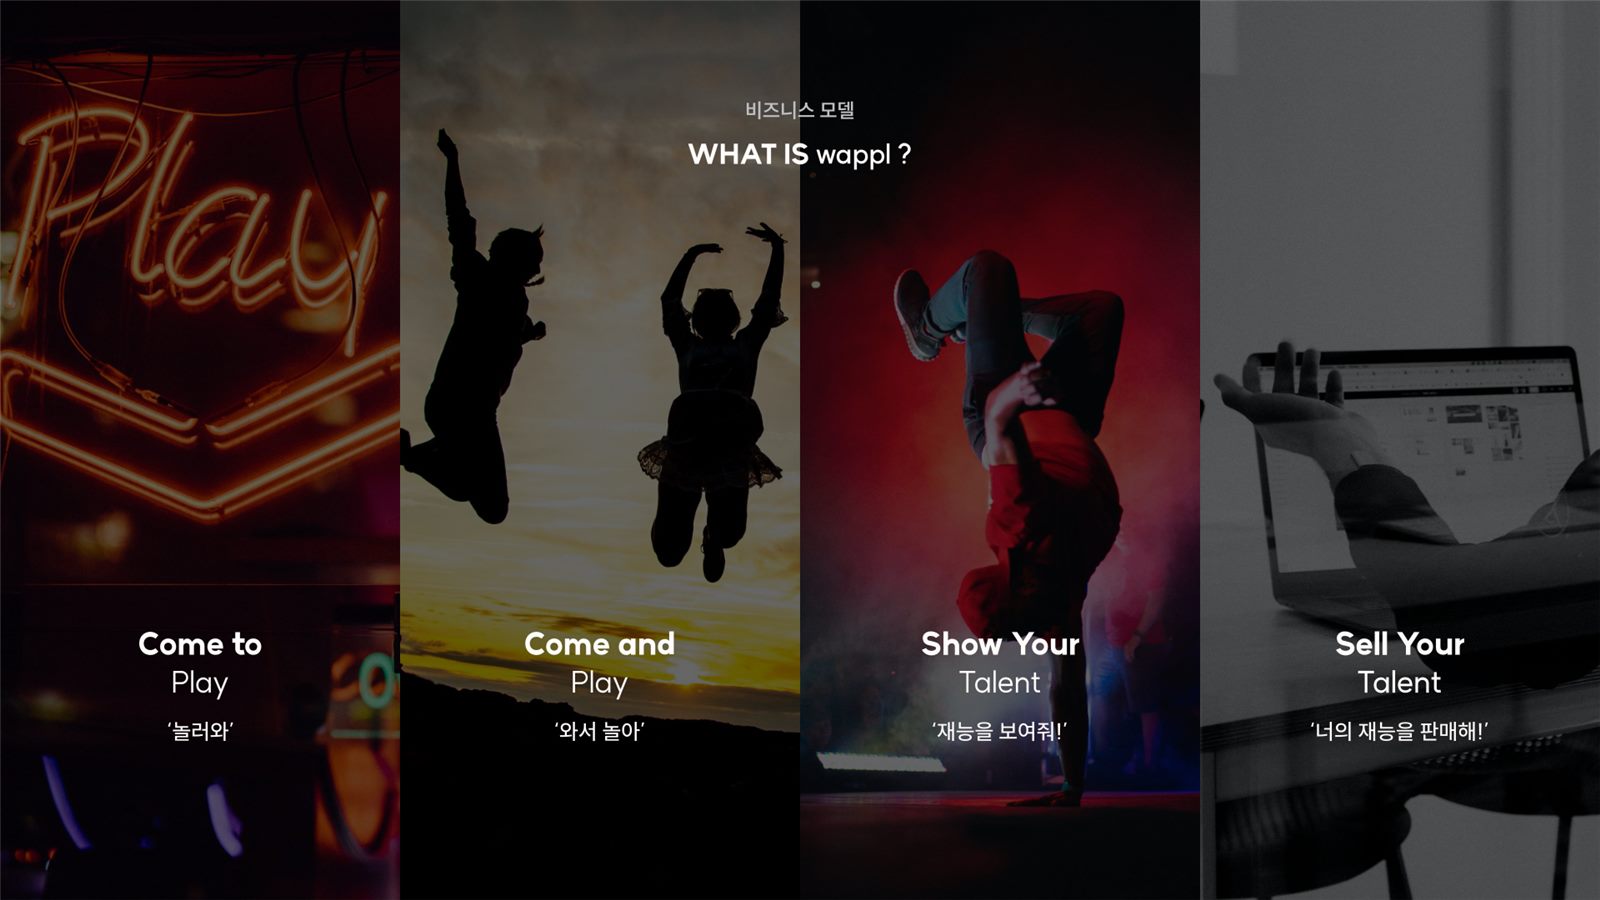 비즈니스 모델
WHAT IS wappl ?
Play
Come to
Play
‘놀러와’
Come and
Play
‘와서 놀아’
Show Your
Talent
‘재능을 보여줘!’
Sell Your
Talent
‘너의 재능을 판매해!’